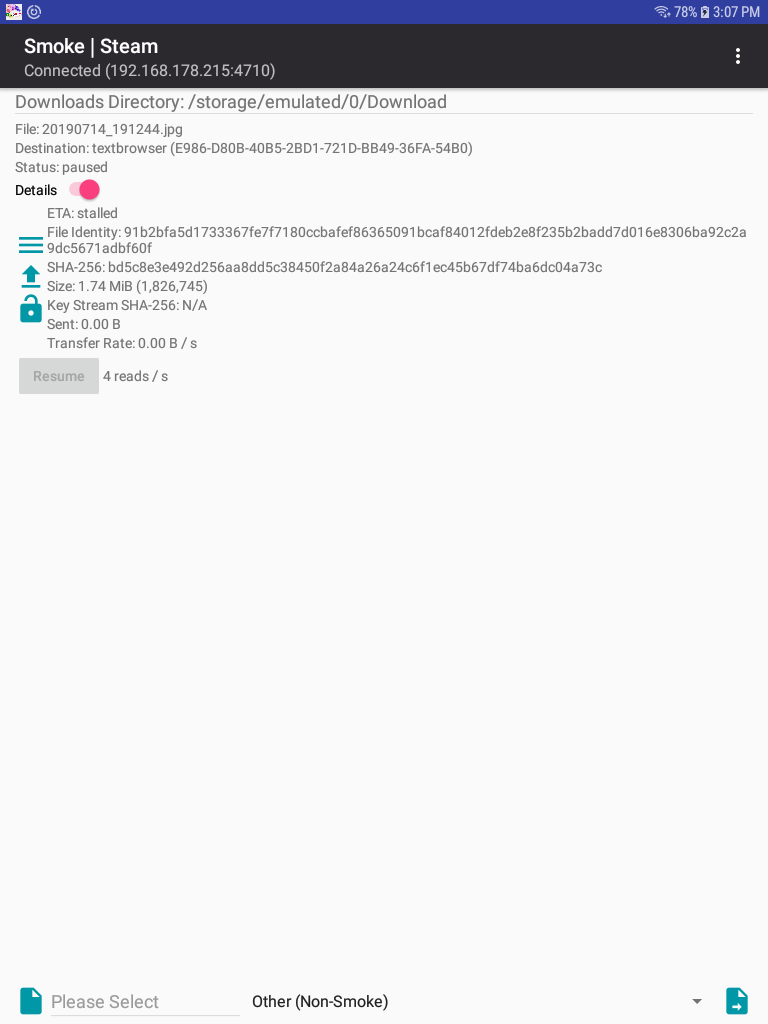 78% 3:07 PM
Smoke | Steam
Connected (192.168.178.215:4710)
Downloads Directory: /storage/emulated/0/Download
File: 20190714_191244.jpg
Destination: textbrowser (E986-D80B-40B5-2BD1-721D-BB49-36FA-54B0)
Status: paused
Details
ETA: stalled
File Identity: 91b2bfa5d1733367fe7f7180ccbafef86365091bcaf84012fdeb2e8f235b2badd7d016e8306ba92c2a
9dc5671adbf60f
SHA-256: bd5c8e3e492d256aa8dd5c38450f2a84a26a24c6f1ec45b67df74ba6dc04a73c
Size: 1.74 MiB (1,826,745)
Key Stream SHA-256: N/A
Sent: 0.00 B
Transfer Rate: 0.00 B / s
Resume 4 reads / s
Please Select Other (Non-Smoke)